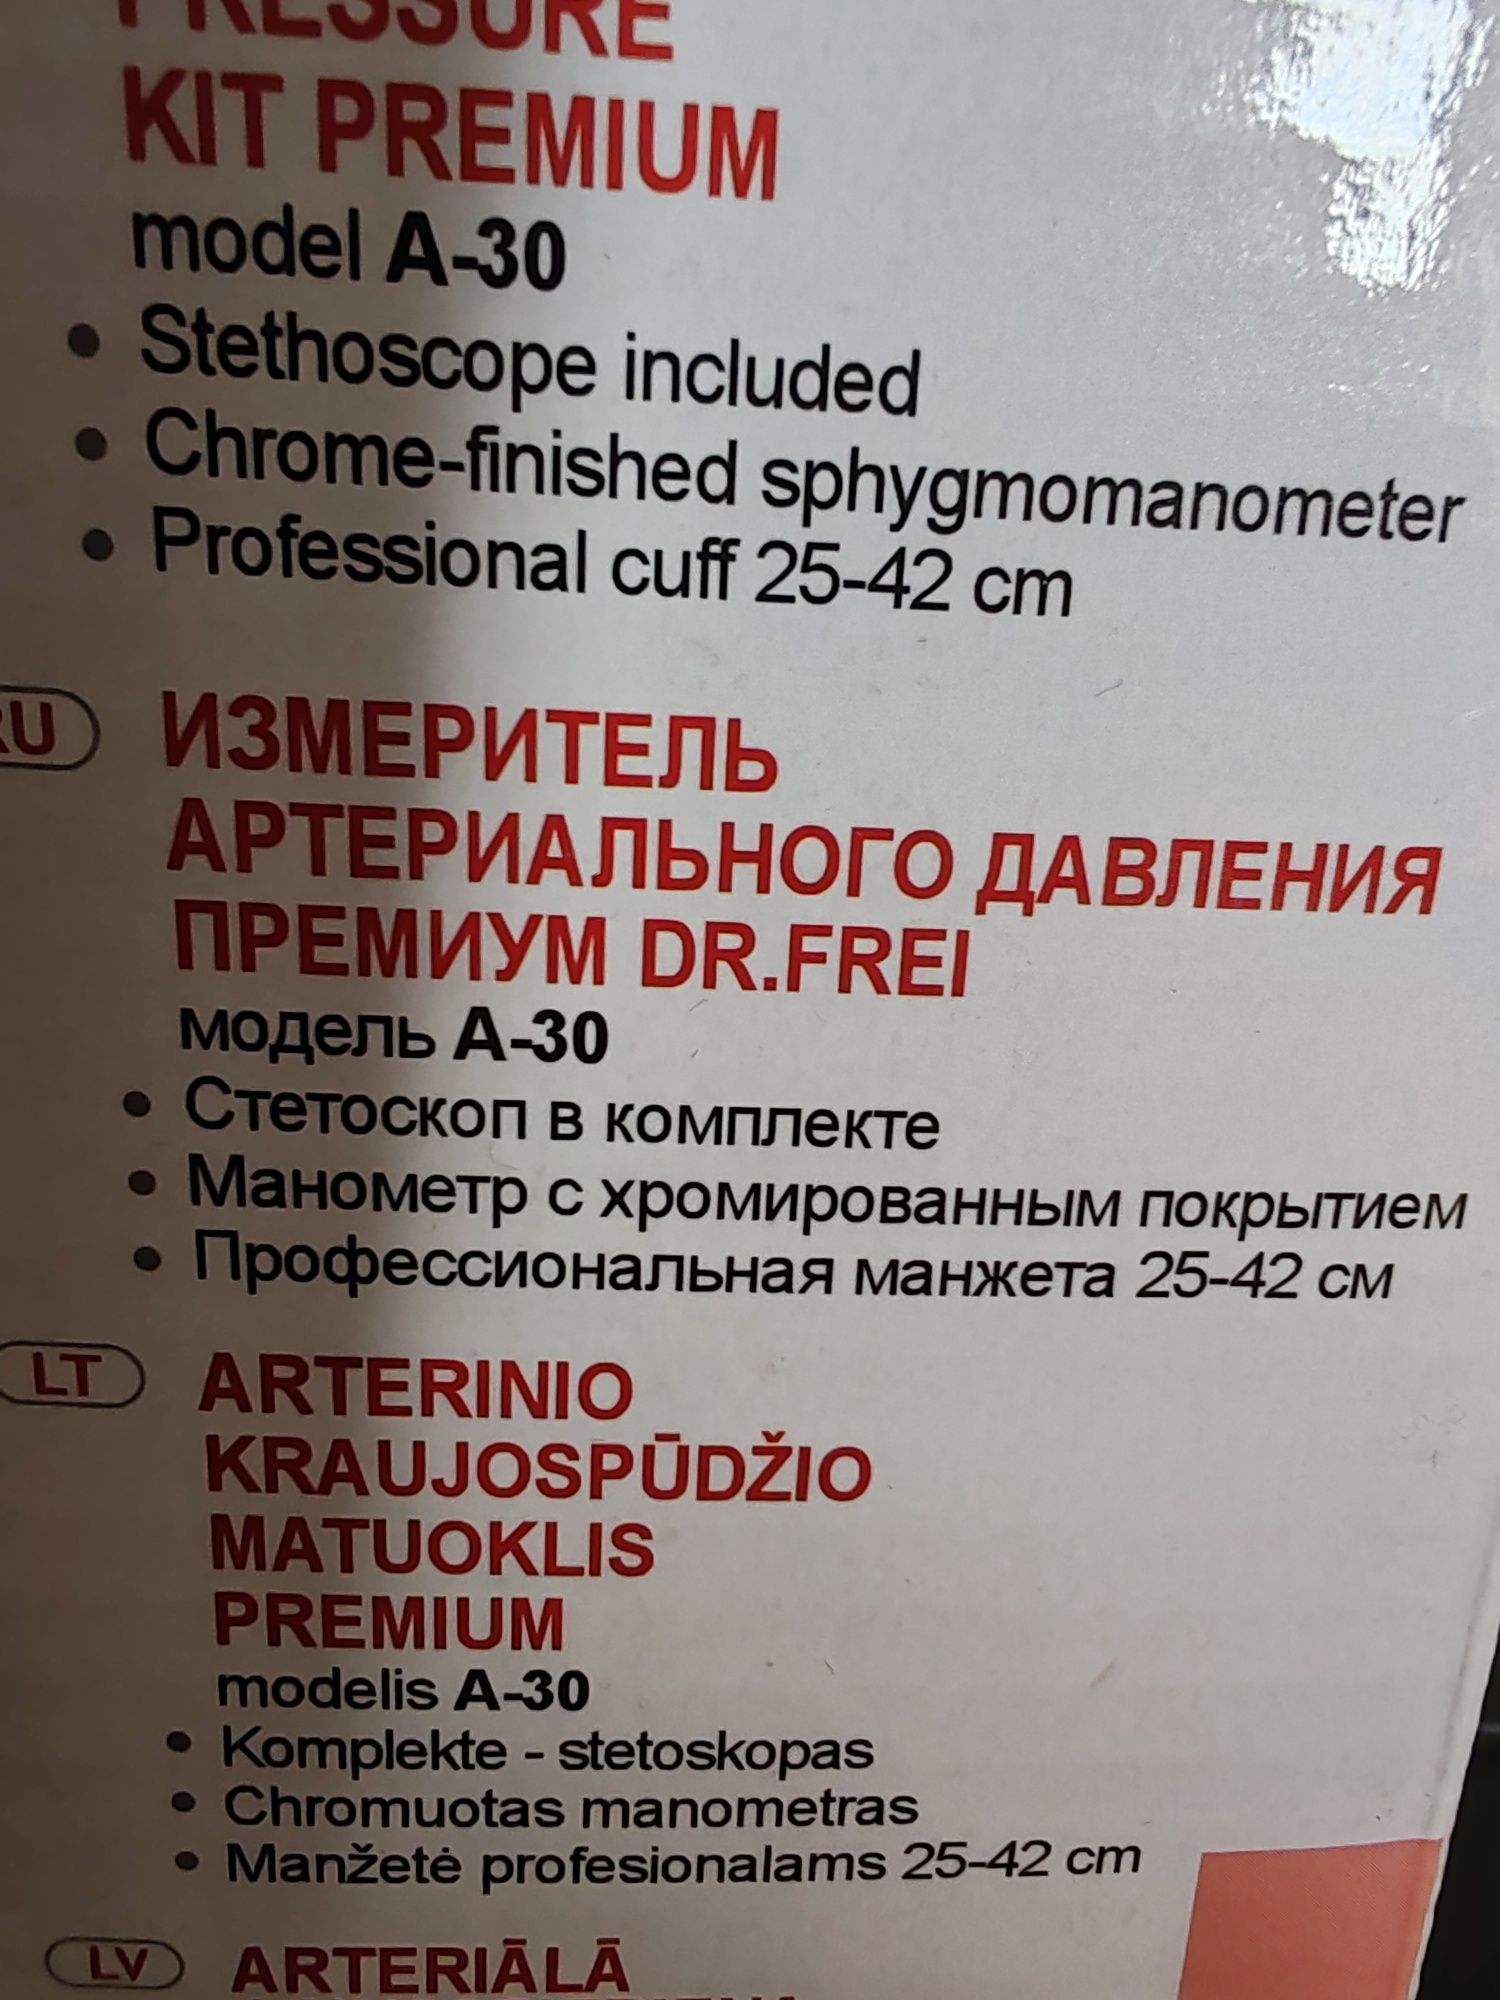 PRESSURE
KIT PREMIUM
model A-30
• Stethoscope included
• Chrome-finished sphygmomanometer
• Professional cuff 25-42 cm
RU ИЗМЕРИТЕЛЬ
АРТЕРИАЛЬНОГО ДАВЛЕНИЯ
ПРЕМИУМ DR.FREI
модель А-30
• Стетоскоп в комплекте
• Манометр с хромированным покрытием
• Профессиональная манжета 25-42 см
LT ARTERINIO
KRAUJOSPŪDŽIO
MATUOKLIS
PREMIUM
modelis A-30
• Komplekte - stetoskopas
• Chromuotas manometras
• Manžetė profesionalams 25-42 cm
LV ARTERIĀLĀ